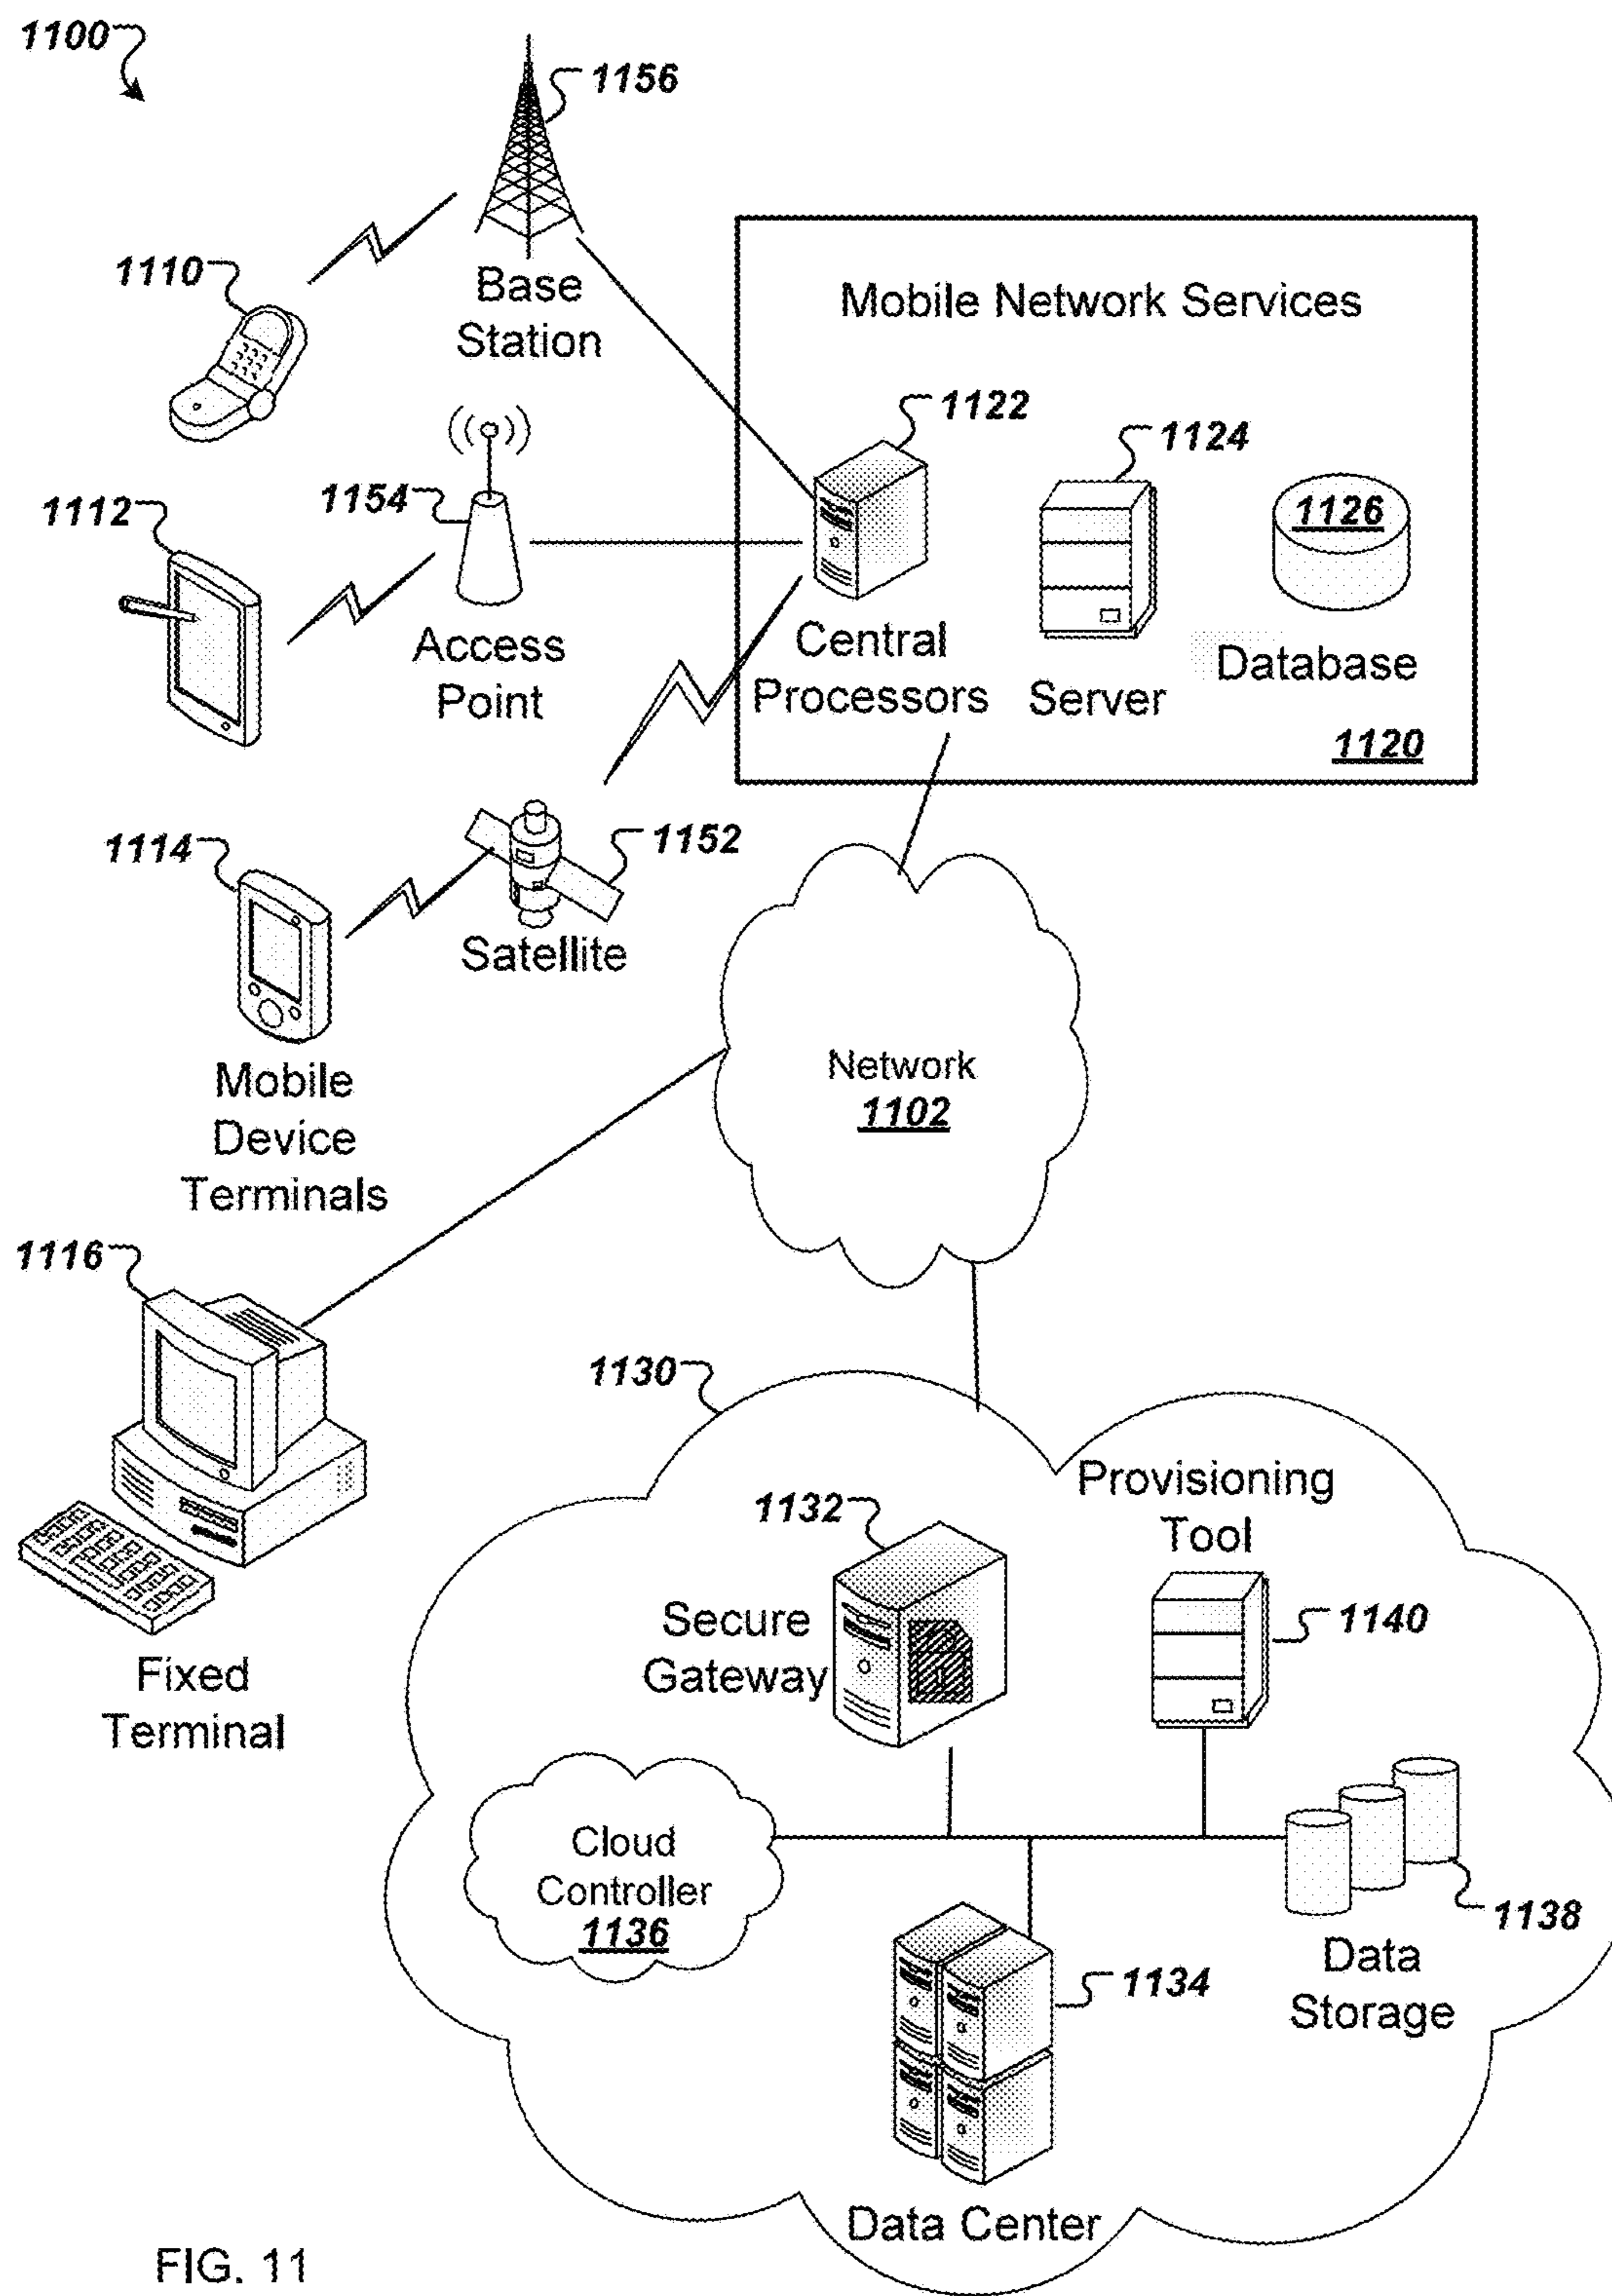 1100
1156
1110
Base
Station
Mobile Network Services
1122
1124
1126
1112
1154
Access
Point
Central
Processors
Server
Database
1120
1114
1152
Satellite
Mobile
Device
Terminals
Network
1102
1116
Fixed
Terminal
1130
Provisioning
Tool
1132
Secure
Gateway
1140
Cloud
Controller
1136
1138
Data
Storage
1134
Data Center
FIG. 11